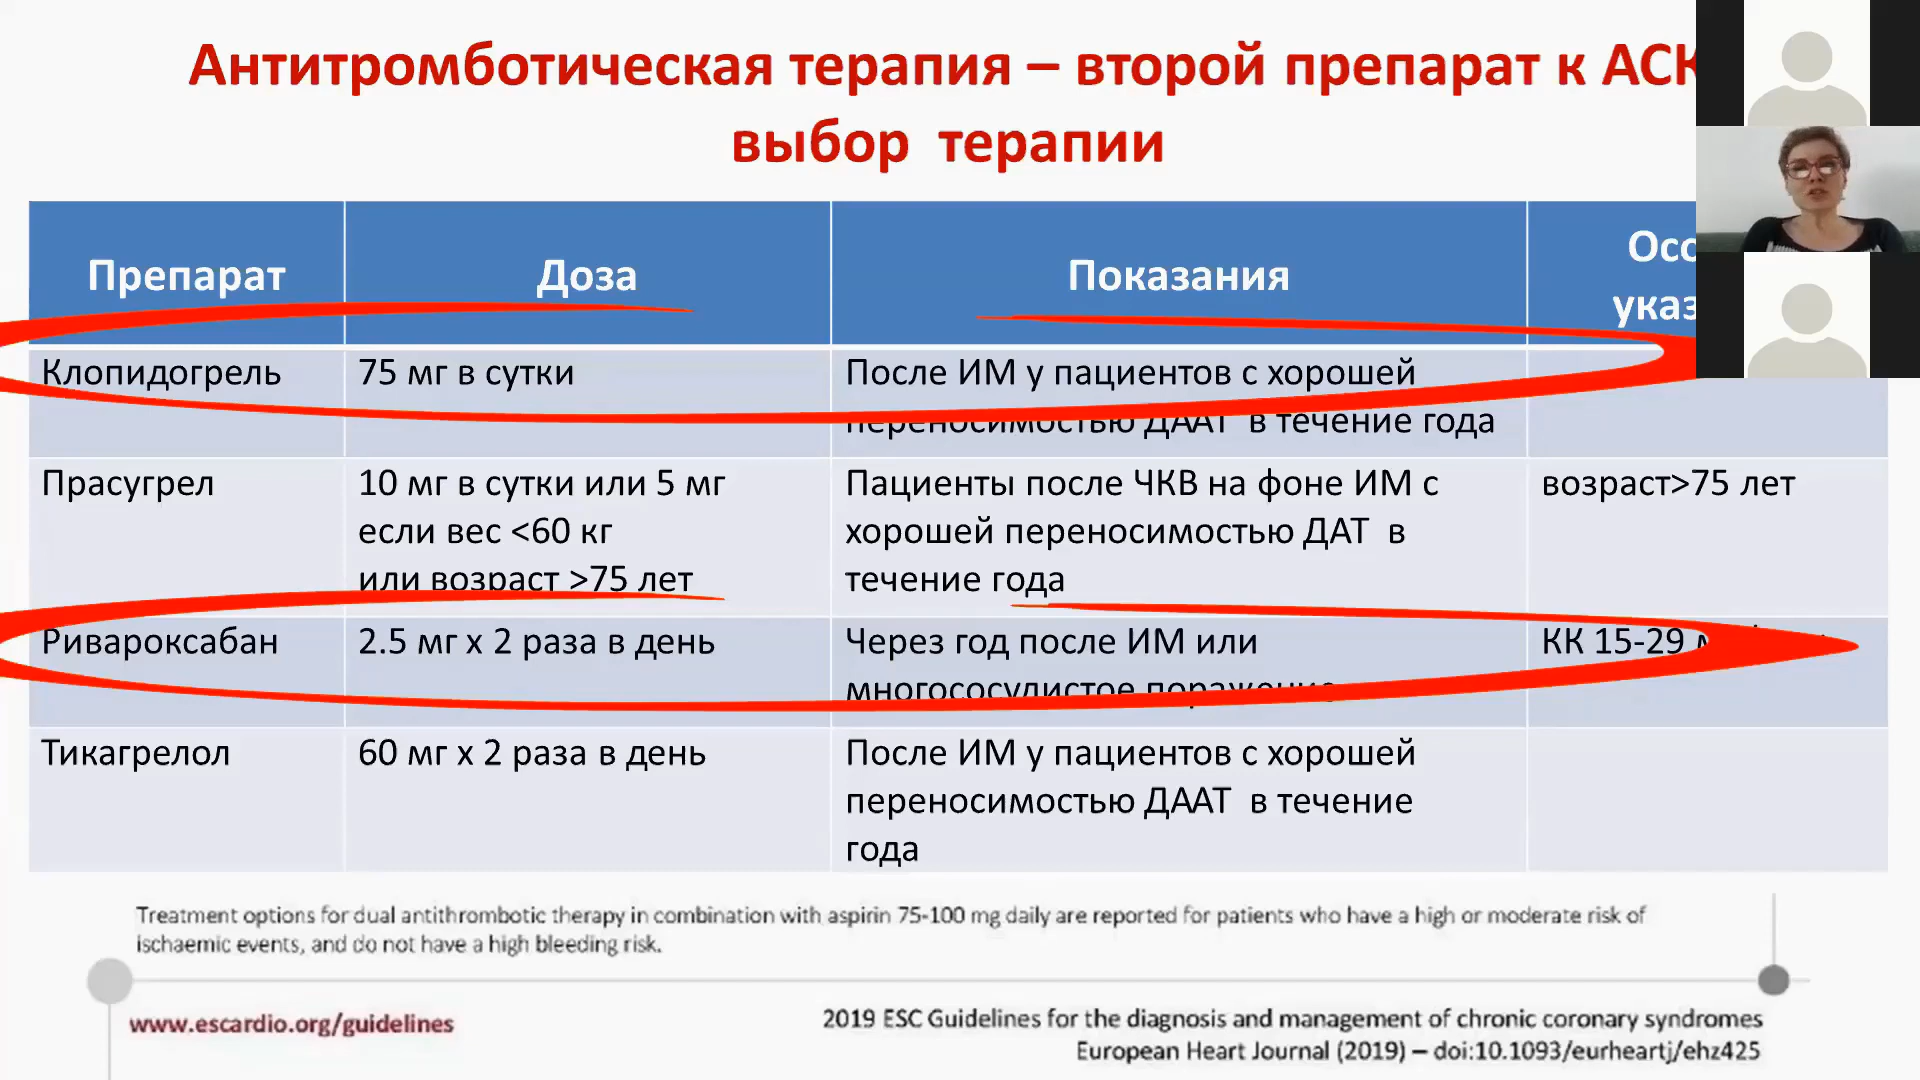 Антитромботическая терапия – второй препарат к АСК
выбор терапии
Препарат
Доза
Показания
Клопидогрель
75 мг в сутки
После ИМ у пациентов с хорошей
переносимостью ДААТ в течение года
Прасугрел
10 мг в сутки или 5 мг
если вес <60 кг
или возраст >75 лет
Пациенты после ЧКВ на фоне ИМ с
хорошей переносимостью ДАТ в
течение года
возраст>75 лет
Ривароксабан
2.5 мг х 2 раза в день
Через год после ИМ или
многососудистое поражение
КК 15-29
Тикагрелол
60 мг х 2 раза в день
После ИМ у пациентов с хорошей
переносимостью ДААТ в течение
года
Treatment options for dual antithrombotic therapy in combination with aspirin 75-100 mg daily are reported for patients who have a high or moderate risk of
ischaemic events, and do not have a high bleeding risk.
www.escardio.org/guidelines
2019 ESC Guidelines for the diagnosis and management of chronic coronary syndromes
European Heart Journal (2019) – doi:10.1093/eurheartj/ehz425